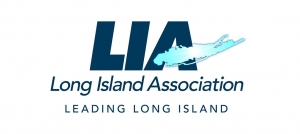 LIA
Long Island Association
LEADING LONG ISLAND